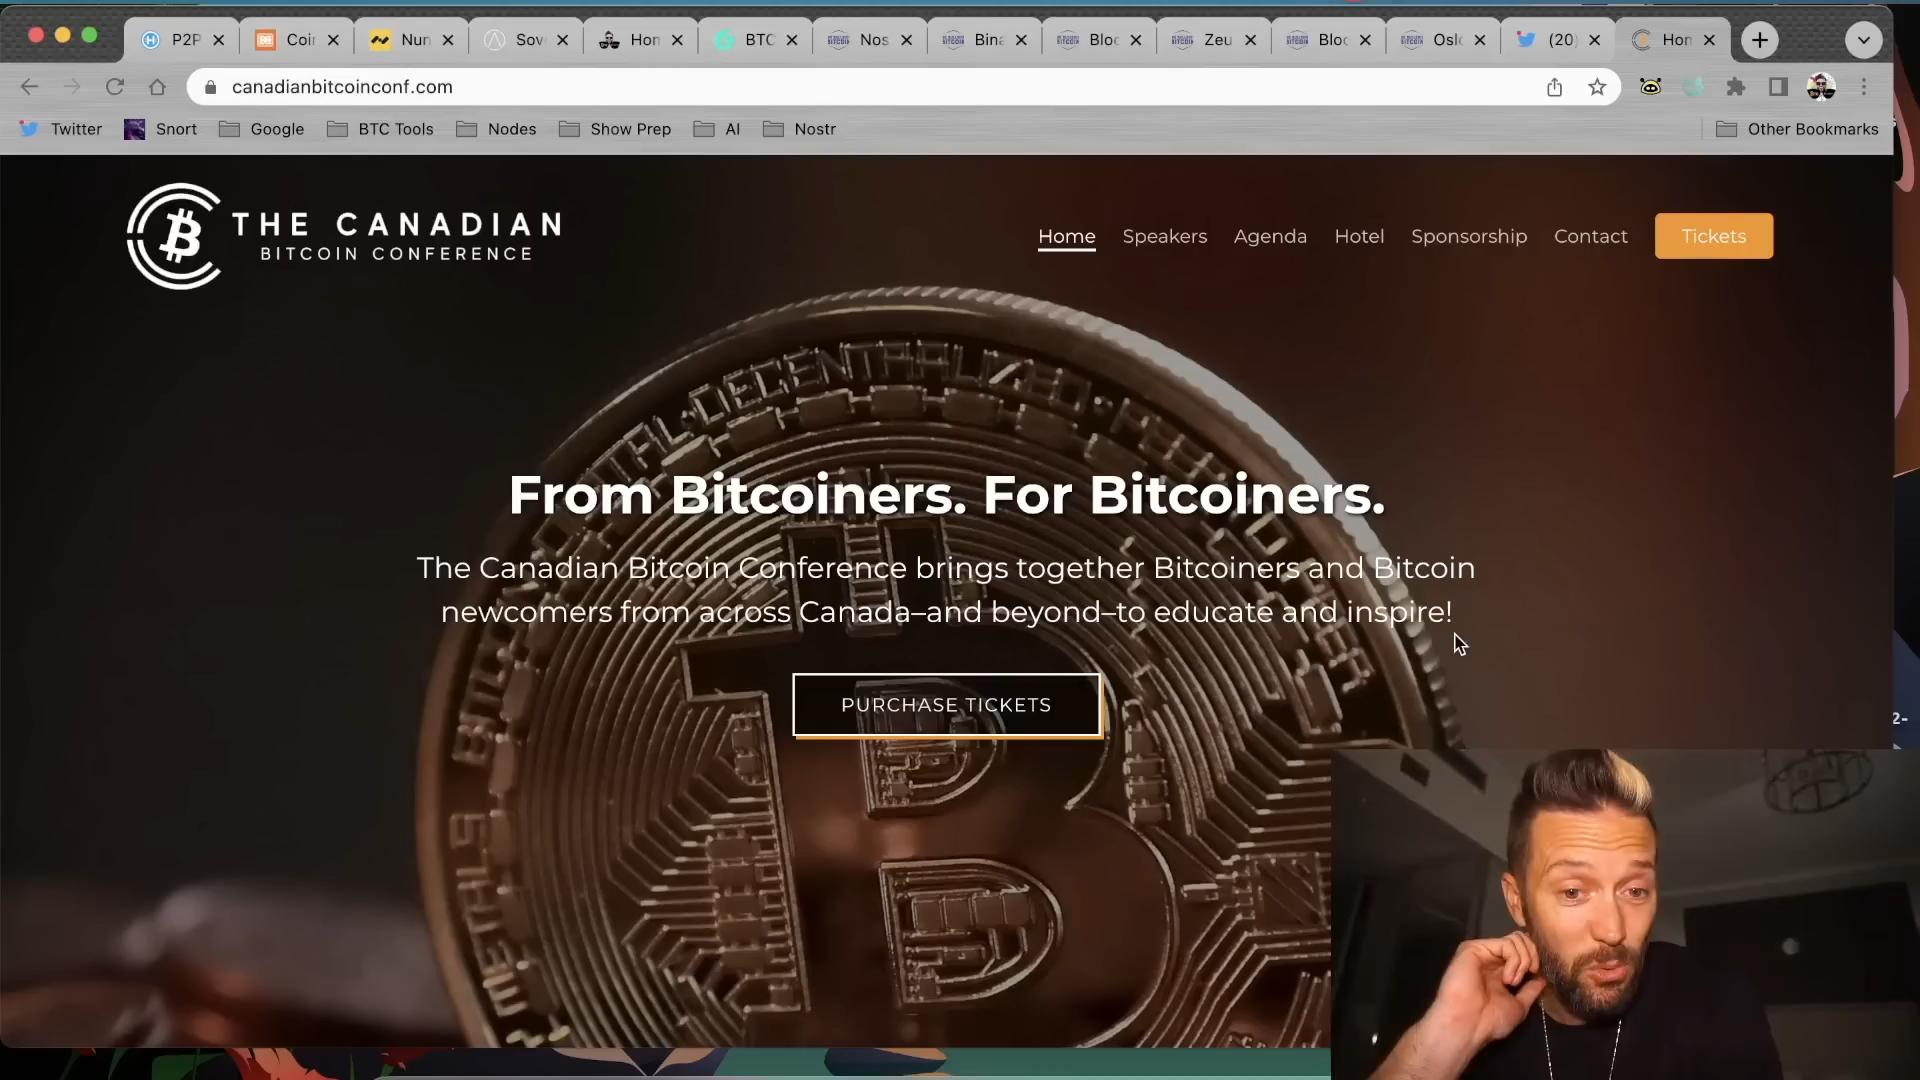 P2P
Coi
Nun
Sov
Hon
BTC
Nos
Bina
Bloc
Zeu
Bloc
Oslo
(20)
Hon
canadianbitcoinconf.com
Twitter
Snort
Google
BTC Tools
Nodes
Show Prep
AI
Nostr
Other Bookmarks
THE CANADIAN
BITCOIN CONFERENCE
Home
Speakers
Agenda
Hotel
Sponsorship
Contact
Tickets
DECENTRALIZED
From Bitcoiners. For Bitcoiners.
The Canadian Bitcoin Conference brings together Bitcoiners and Bitcoin
newcomers from across Canada–and beyond–to educate and inspire!
PURCHASE TICKETS
2-